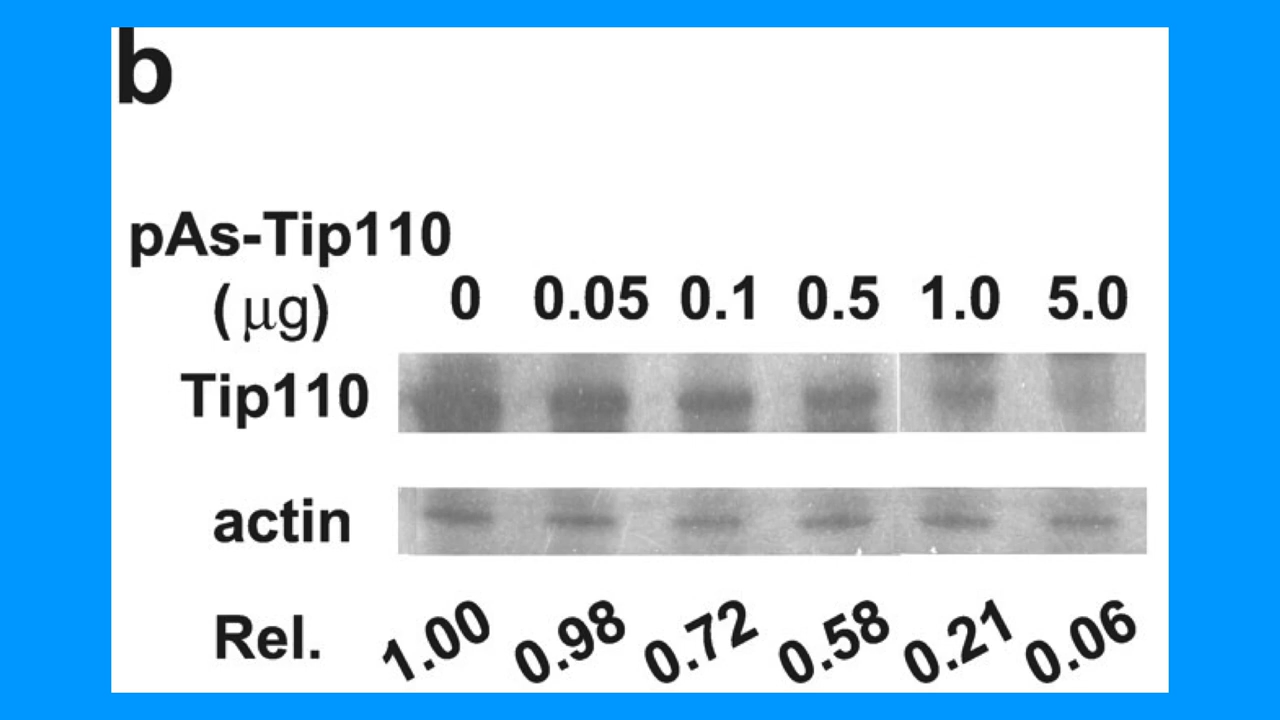 b
pAs-Tip110
(μg) 0 0.05 0.1 0.5 1.0 5.0
Tip110
actin
Rel. 1.00 0.98 0.72 0.58 0.21 0.06